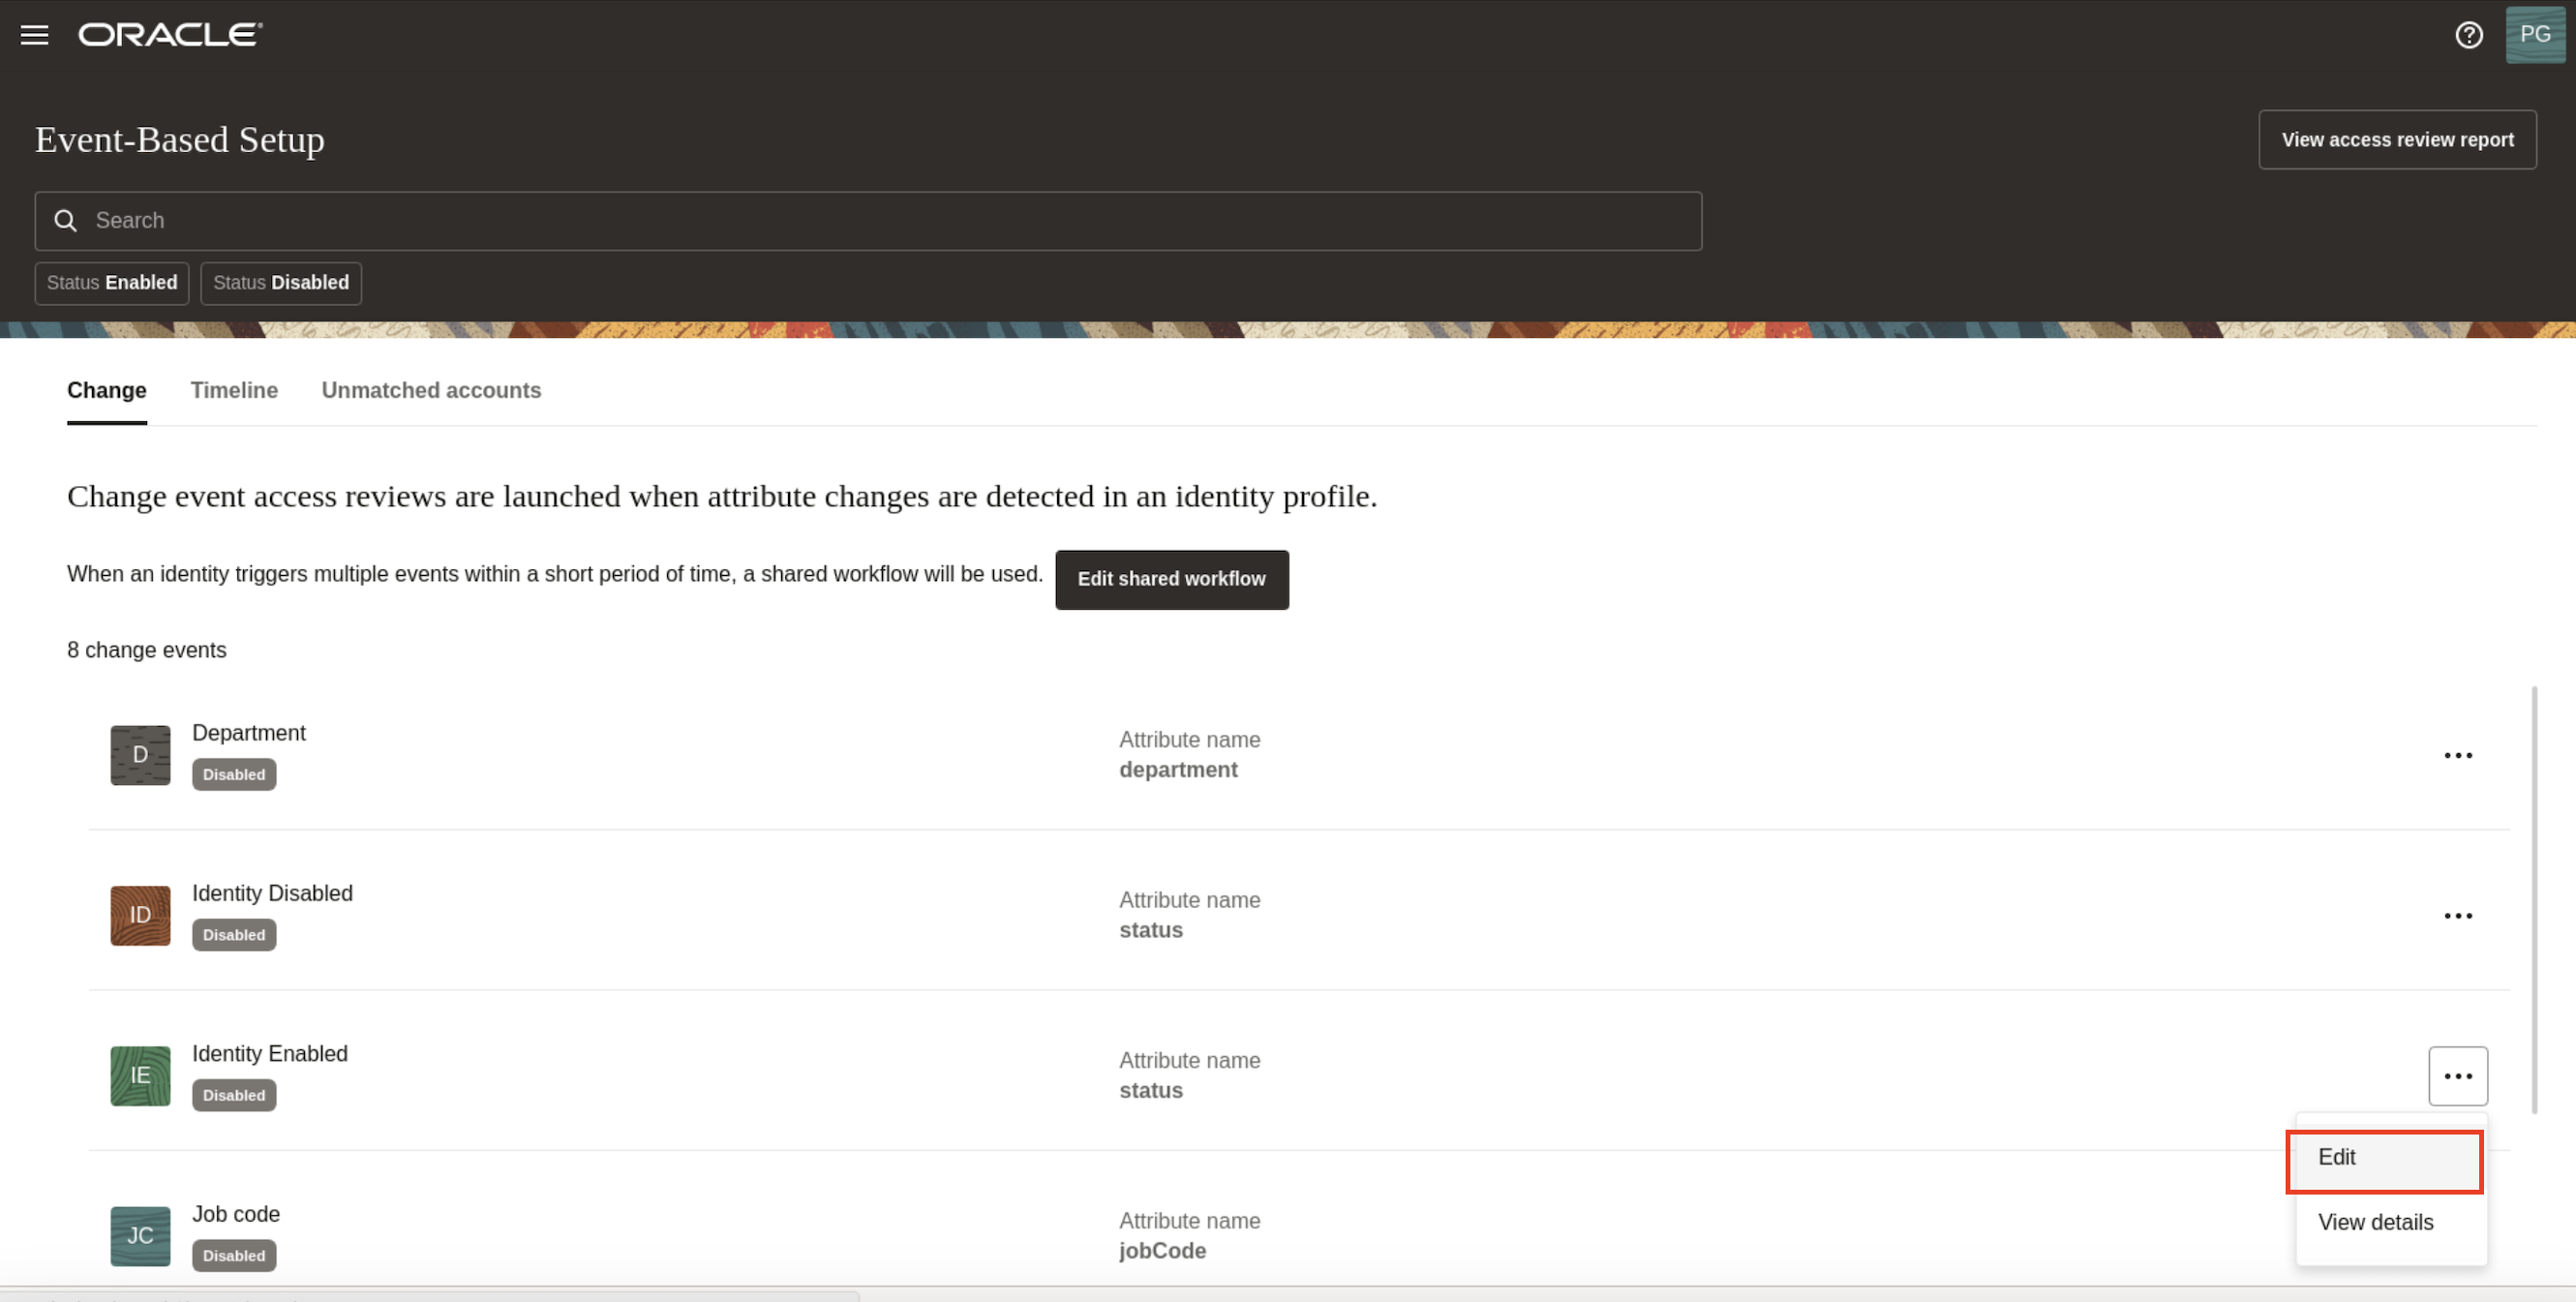 ORACLE
PG
Event-Based Setup
View access review report
Search
Status Enabled
Status Disabled
Change
Timeline
Unmatched accounts
Change event access reviews are launched when attribute changes are detected in an identity profile.
When an identity triggers multiple events within a short period of time, a shared workflow will be used.
Edit shared workflow
8 change events
D
Department
Disabled
Attribute name
department
ID
Identity Disabled
Disabled
Attribute name
status
IE
Identity Enabled
Disabled
Attribute name
status
Edit
View details
JC
Job code
Disabled
Attribute name
jobCode